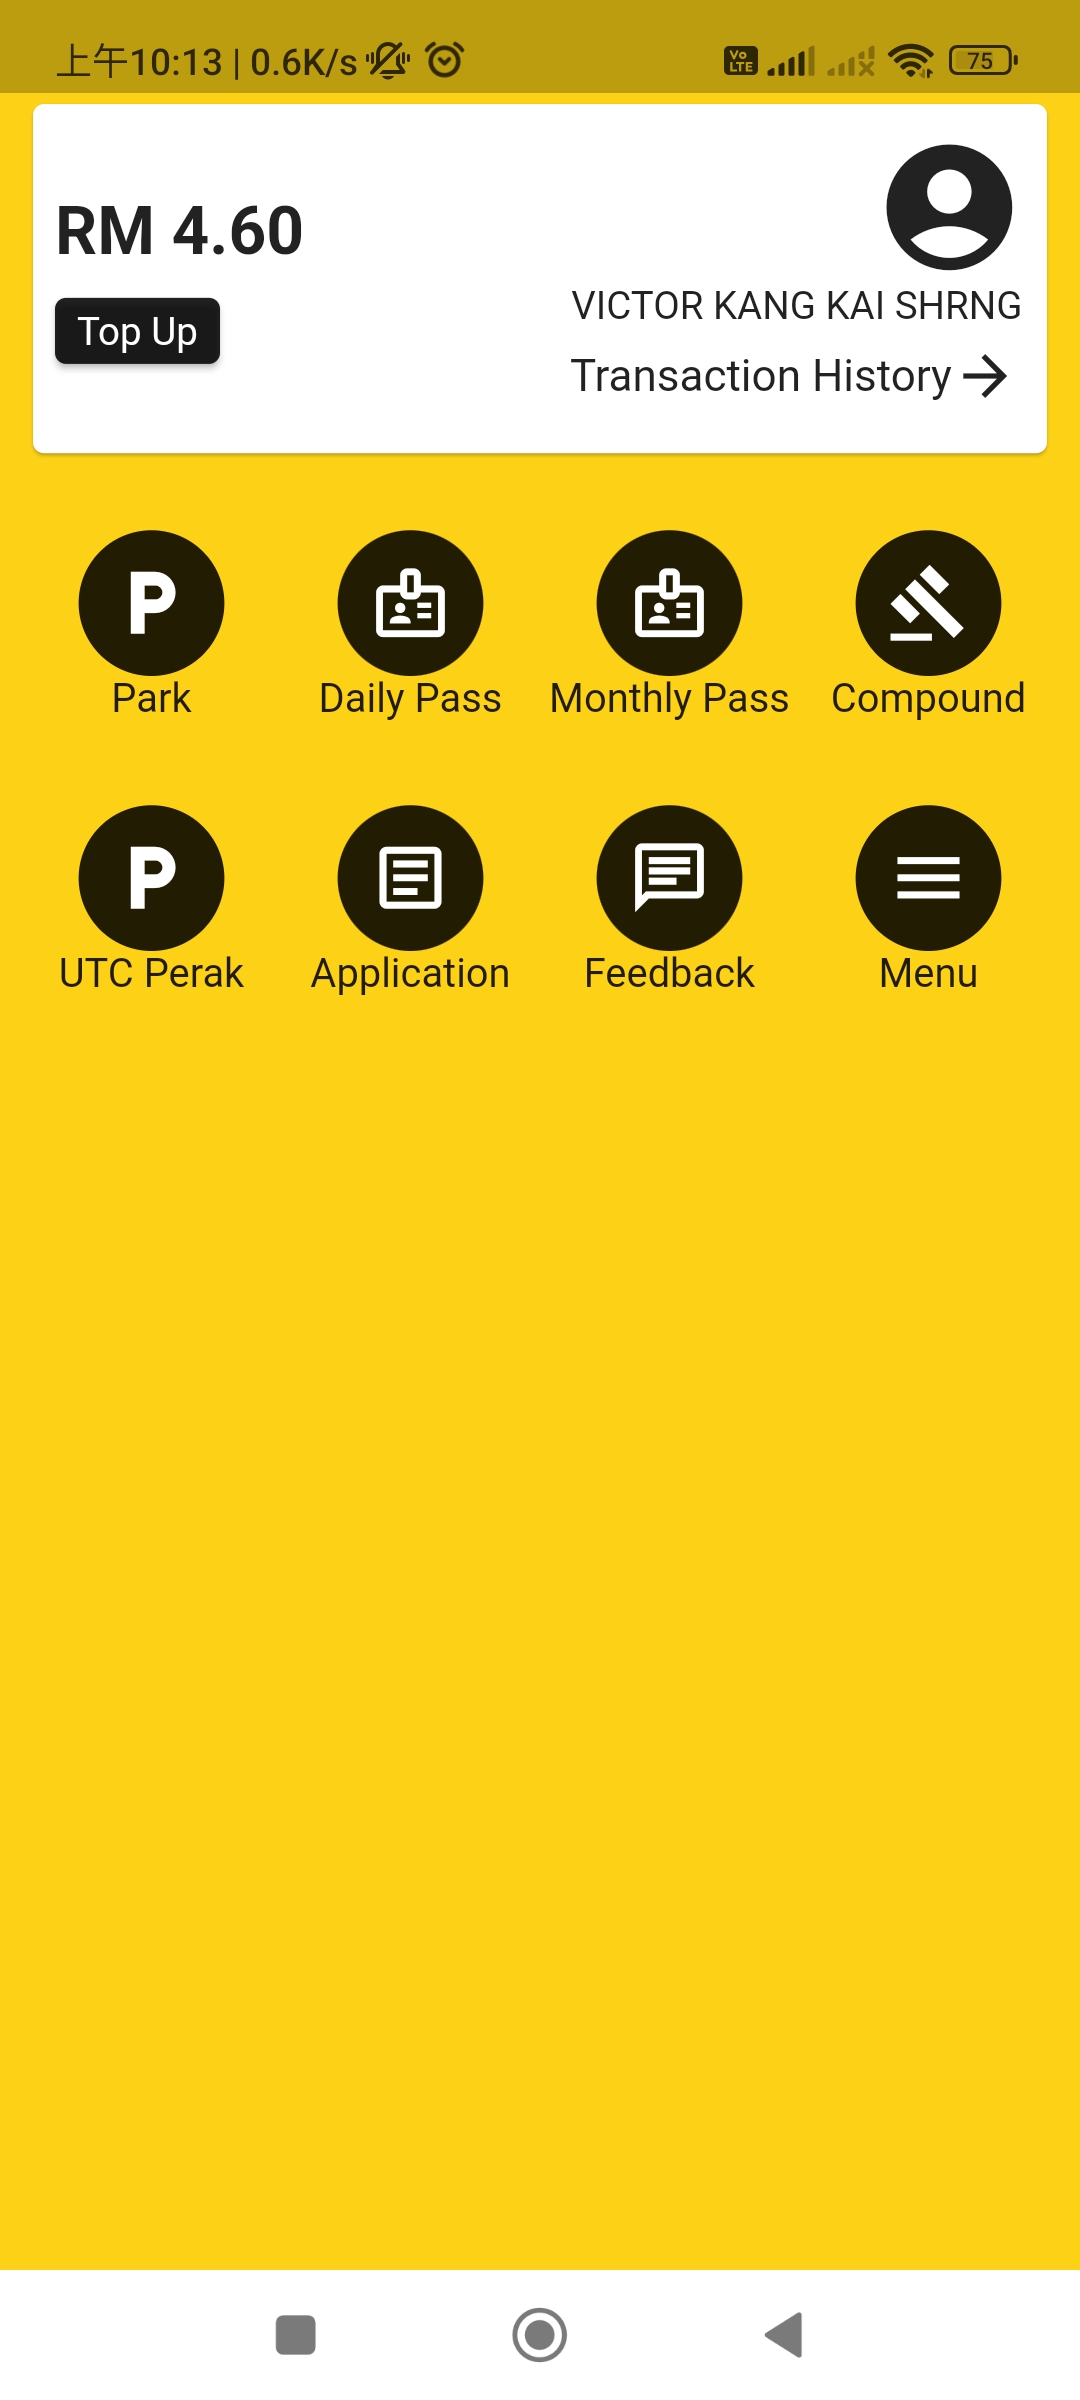 上午10:13 | 0.6K/s
Vo LTE
75
RM 4.60
Top Up
VICTOR KANG KAI SHRNG
Transaction History
P P
Park Daily Pass Monthly Pass Compound
UTC Perak Application Feedback Menu